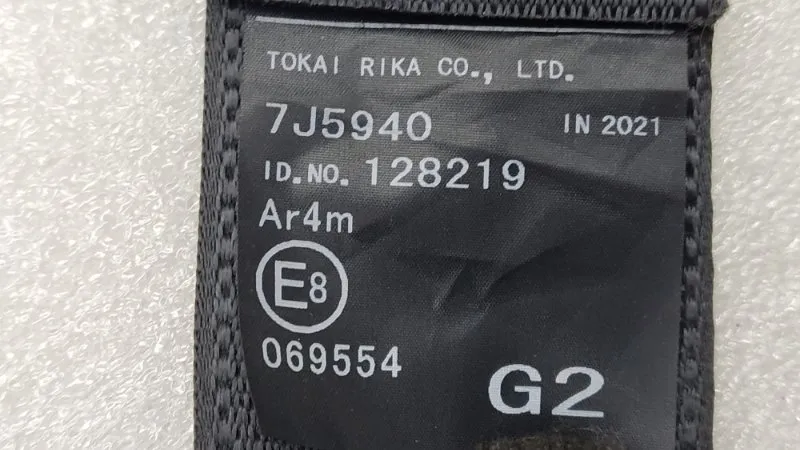 TOKAI RIKA CO., LTD.
7J5940 IN 2021
ID.NO. 128219
Ar4m
E8
069554
G2